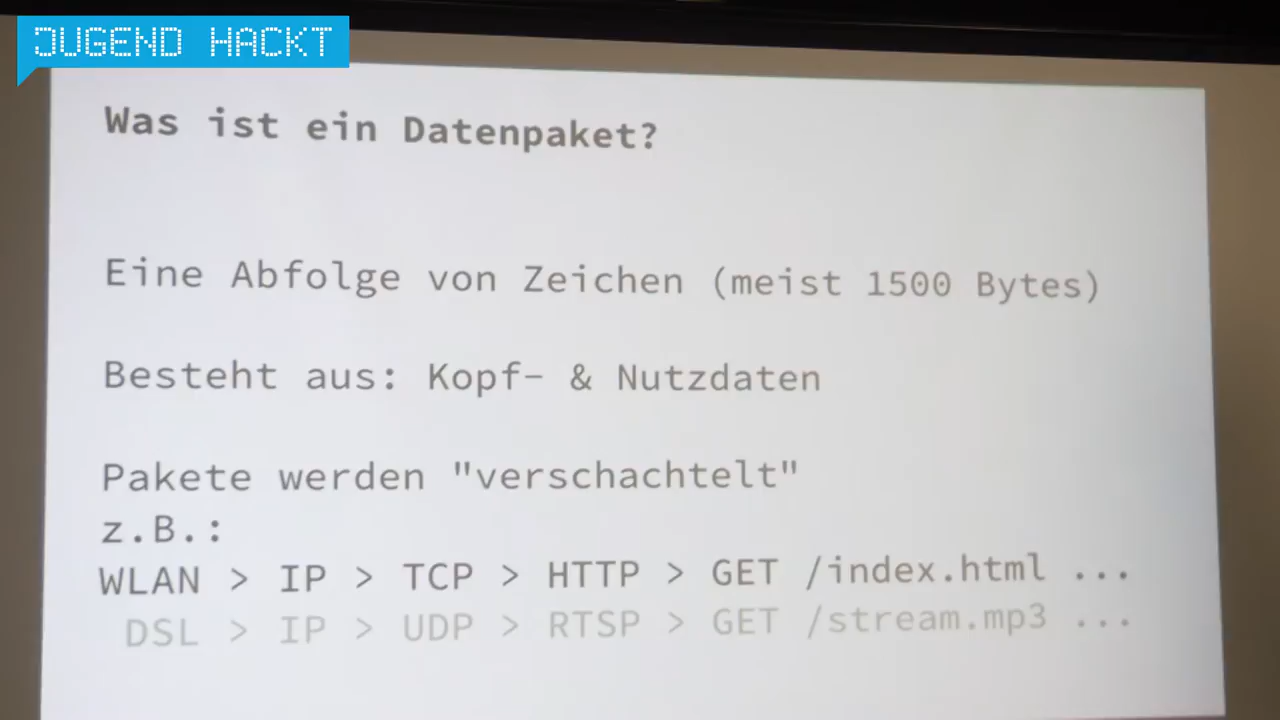 JUGEND HACKT
Was ist ein Datenpaket?
Eine Abfolge von Zeichen (meist 1500 Bytes)
Besteht aus: Kopf- & Nutzdaten
Pakete werden "verschachtelt"
z.B.:
WLAN > IP > TCP > HTTP > GET /index.html ...
DSL > IP > UDP > RTSP > GET /stream.mp3 ...